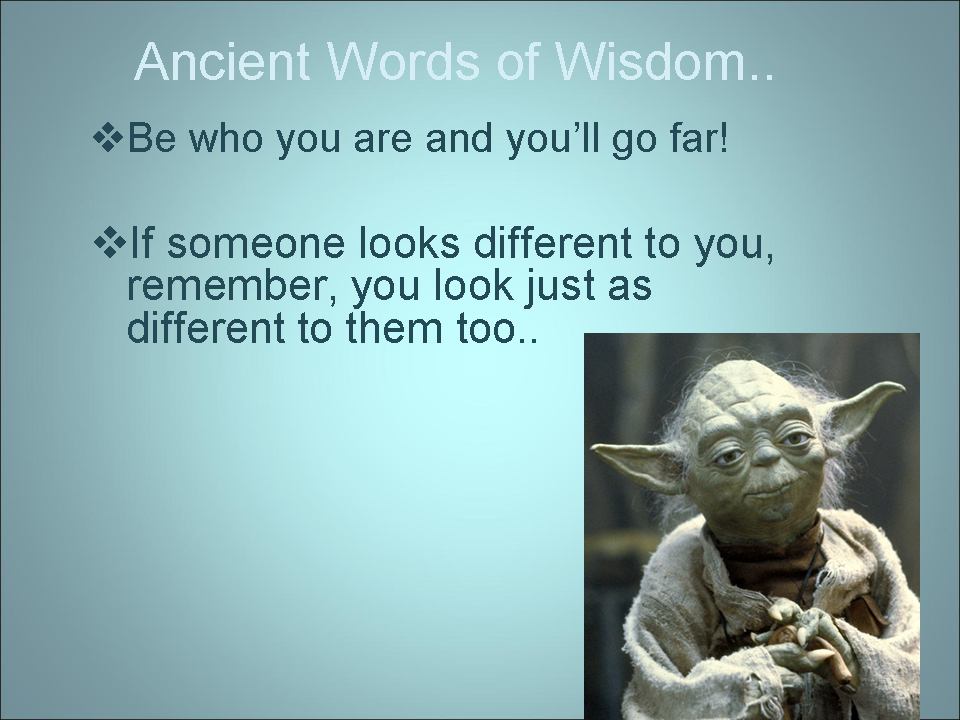 Ancient Words of Wisdom..
❖Be who you are and you’ll go far!
❖If someone looks different to you,
remember, you look just as
different to them too..